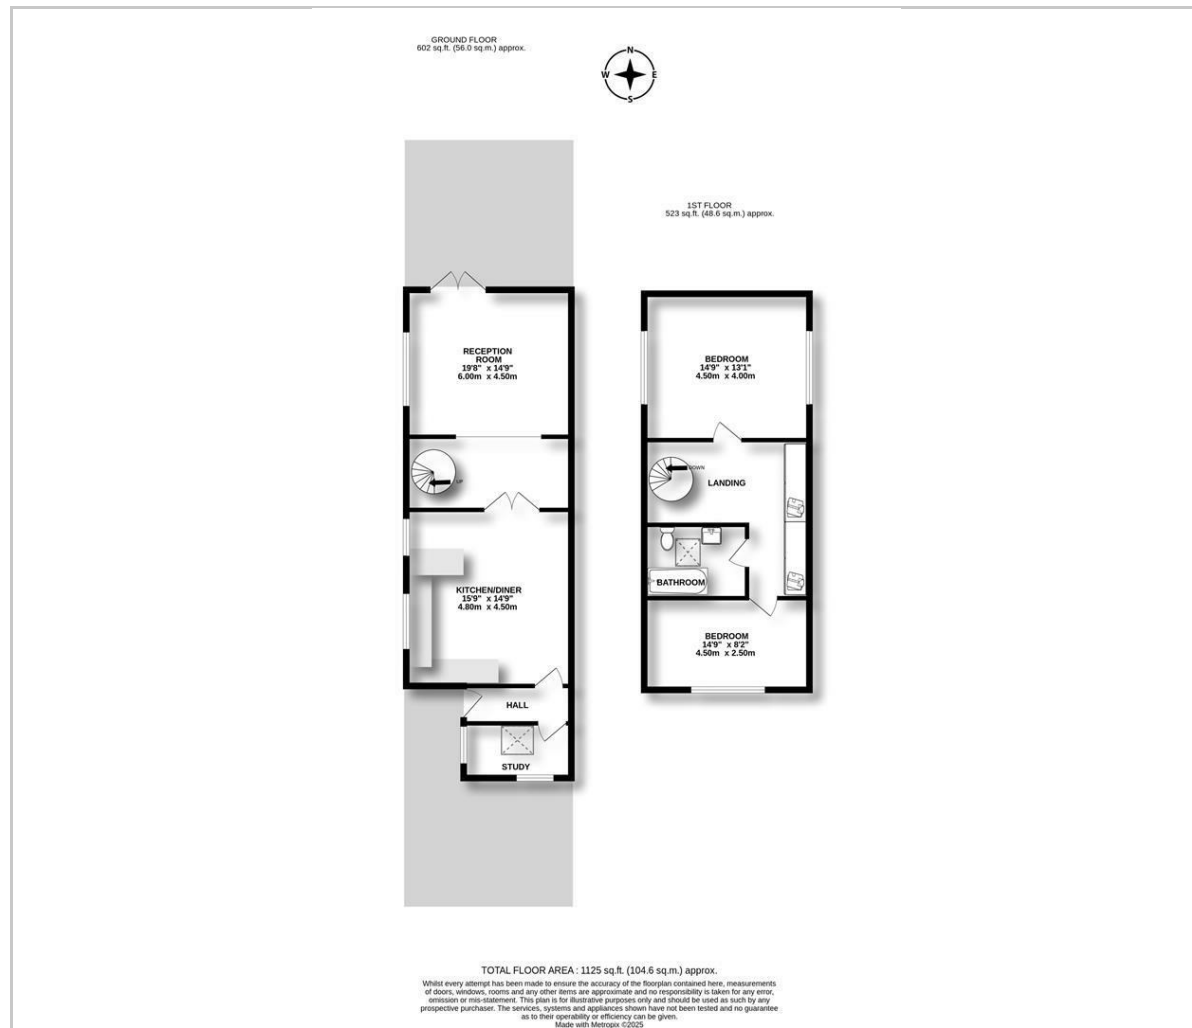 GROUND FLOOR
602 sq.ft. (56.0 sq.m.) approx.
N
W E
S
1ST FLOOR
523 sq.ft. (48.6 sq.m.) approx.
RECEPTION
ROOM
19'8" x 14'9"
6.00m x 4.50m
UP
KITCHEN/DINER
15'9" x 14'9"
4.80m x 4.50m
HALL
STUDY
BEDROOM
14'9" x 13'1"
4.50m x 4.00m
DOWN
LANDING
BATHROOM
BEDROOM
14'9" x 8'2"
4.50m x 2.50m
TOTAL FLOOR AREA : 1125 sq.ft. (104.6 sq.m.) approx.
Whilst every attempt has been made to ensure the accuracy of the floorplan contained here, measurements
of doors, windows, rooms and any other items are approximate and no responsibility is taken for any error,
omission or mis-statement. This plan is for illustrative purposes only and should be used as such by any
prospective purchaser. The services, systems and appliances shown have not been tested and no guarantee
as to their operability or efficiency can be given.
Made with Metropix ©2025